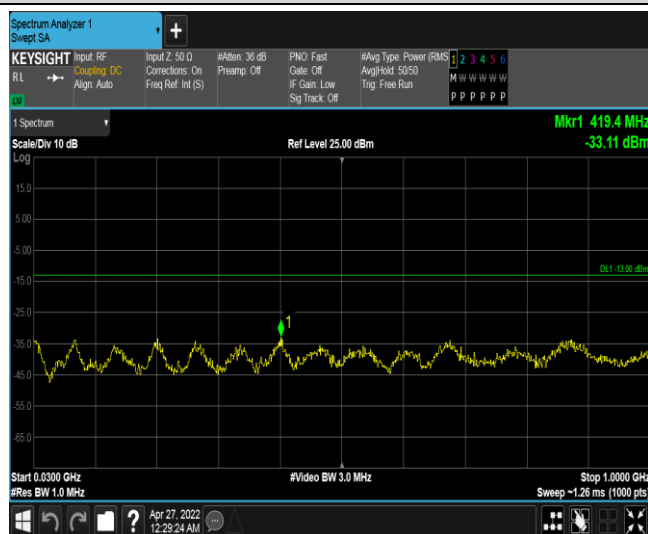 Spectrum Analyzer 1
Swept SA
+
KEYSIGHT
RL
Input: RF
Coupling: DC
Align: Auto
Input Z: 50 Ω
Corrections: On
Freq Ref: Int (S)
#Atten: 36 dB
Preamp: Off
PNO: Fast
Gate: Off
IF Gain: Low
Sig Track: Off
#Avg Type: Power (RMS
Avg|Hold: 50/50
Trig: Free Run
1 2 3 4 5 6
M W W W W W
P P P P P P
LXI
1 Spectrum
Mkr1 419.4 MHz
Scale/Div 10 dB
Ref Level 25.00 dBm
-33.11 dBm
Log
15.0
5.00
-5.00
DL1 -13.00 dBm
-15.0
-25.0
1
-35.0
-45.0
-55.0
-65.0
Start 0.0300 GHz
#Video BW 3.0 MHz
Stop 1.0000 GHz
#Res BW 1.0 MHz
Sweep ~1.26 ms (1000 pts)
?
Apr 27, 2022
12:29:24 AM